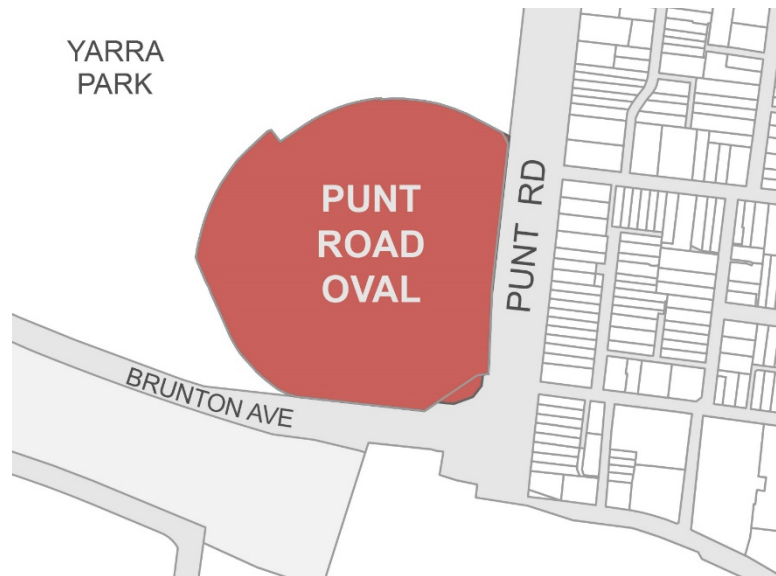 YARRA
PARK
PUNT
ROAD
OVAL
PUNT RD
BRUNTON AVE